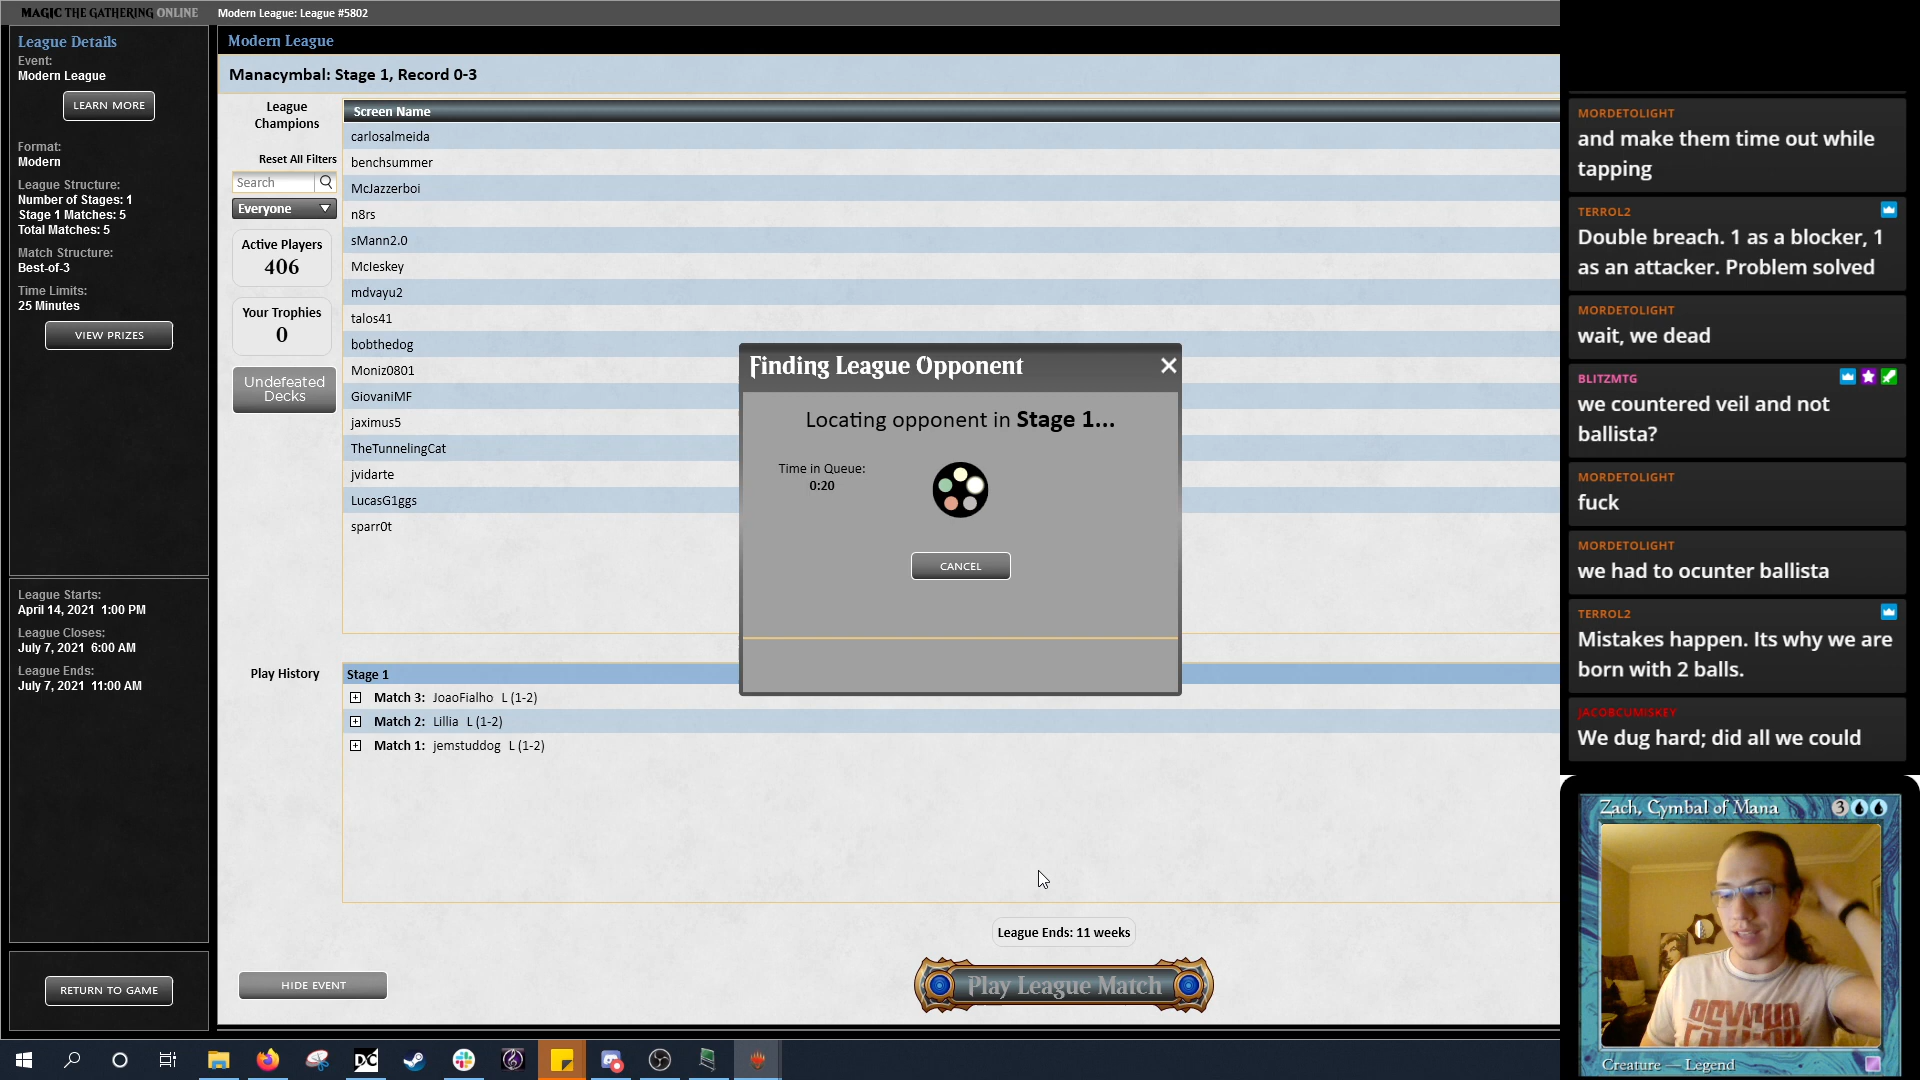 MAGIC THE GATHERING ONLINE
Modern League: League #5802
League Details
Event:
Modern League
LEARN MORE
Format:
Modern
League Structure:
Number of Stages: 1
Stage 1 Matches: 5
Total Matches: 5
Match Structure:
Best-of-3
Time Limits:
25 Minutes
VIEW PRIZES
League Starts:
April 14, 2021 1:00 PM
League Closes:
July 7, 2021 6:00 AM
League Ends:
July 7, 2021 11:00 AM
RETURN TO GAME
Modern League
Manacymbal: Stage 1, Record 0-3
League
Champions
Reset All Filters
Search
Everyone
Active Players
406
Your Trophies
0
Undefeated
Decks
Screen Name
carlosalmeida
benchsummer
McJazzerboi
n8rs
sMann2.0
McIeskey
mdvayu2
talos41
bobthedog
Moniz0801
GiovaniMF
jaximus5
TheTunnelingCat
jvidarte
LucasG1ggs
sparr0t
Finding League Opponent
Locating opponent in Stage 1...
Time in Queue:
0:20
CANCEL
Play History
Stage 1
Match 3: JoaoFialho L (1-2)
Match 2: Lillia L (1-2)
Match 1: jemstuddog L (1-2)
League Ends: 11 weeks
HIDE EVENT
Play League Match
MORDETOLIGHT
and make them time out while
tapping
TERROL2
Double breach. 1 as a blocker, 1
as an attacker. Problem solved
MORDETOLIGHT
wait, we dead
BLITZMTG
we countered veil and not
ballista?
MORDETOLIGHT
fuck
MORDETOLIGHT
we had to ocunter ballista
TERROL2
Mistakes happen. Its why we are
born with 2 balls.
JACOBCUMISKEY
We dug hard; did all we could
Zach, Cymbal of Mana 3
PSYCHO
Creature — Legend
DC